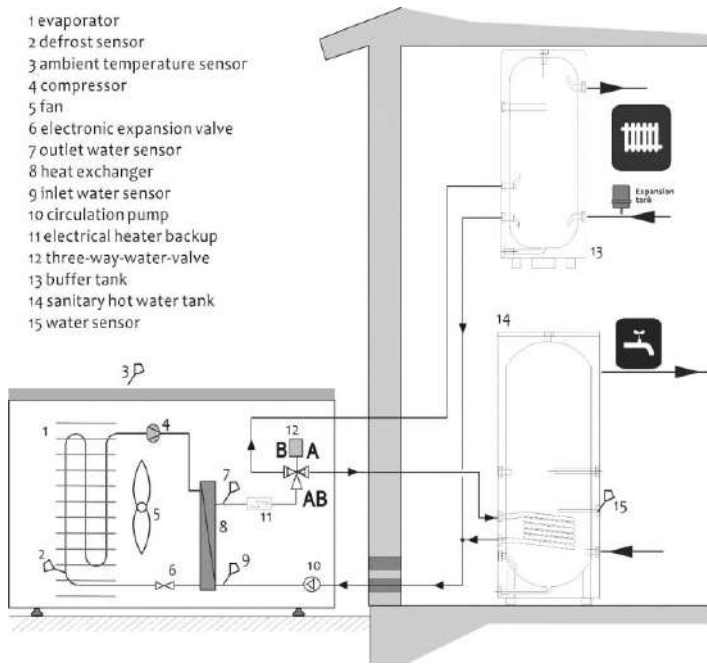 1 evaporator
2 defrost sensor
3 ambient temperature sensor
4 compressor
5 fan
6 electronic expansion valve
7 outlet water sensor
8 heat exchanger
9 inlet water sensor
10 circulation pump
11 electrical heater backup
12 three-way-water-valve
13 buffer tank
14 sanitary hot water tank
15 water sensor
Expansion
tank
13
14
3
1
4
12
B A
7
AB
5
8
11
15
2
6
9
10